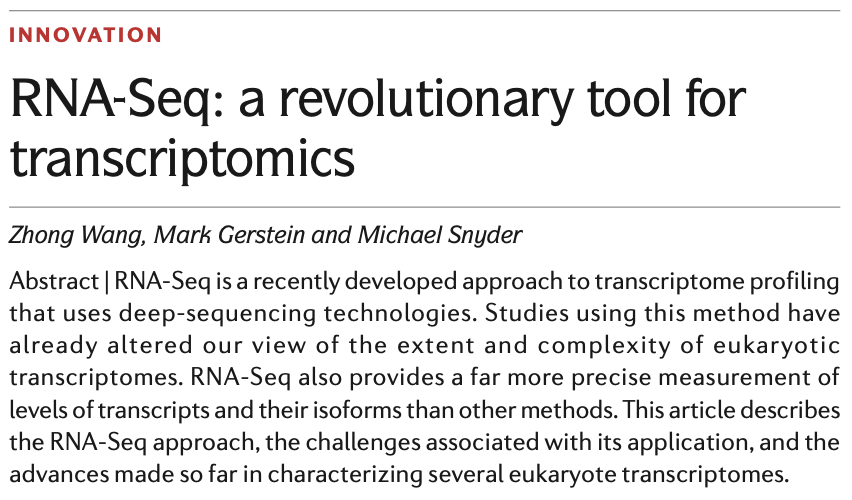 INNOVATION
RNA-Seq: a revolutionary tool for
transcriptomics
Zhong Wang, Mark Gerstein and Michael Snyder
Abstract | RNA-Seq is a recently developed approach to transcriptome profiling
that uses deep-sequencing technologies. Studies using this method have
already altered our view of the extent and complexity of eukaryotic
transcriptomes. RNA-Seq also provides a far more precise measurement of
levels of transcripts and their isoforms than other methods. This article describes
the RNA-Seq approach, the challenges associated with its application, and the
advances made so far in characterizing several eukaryote transcriptomes.